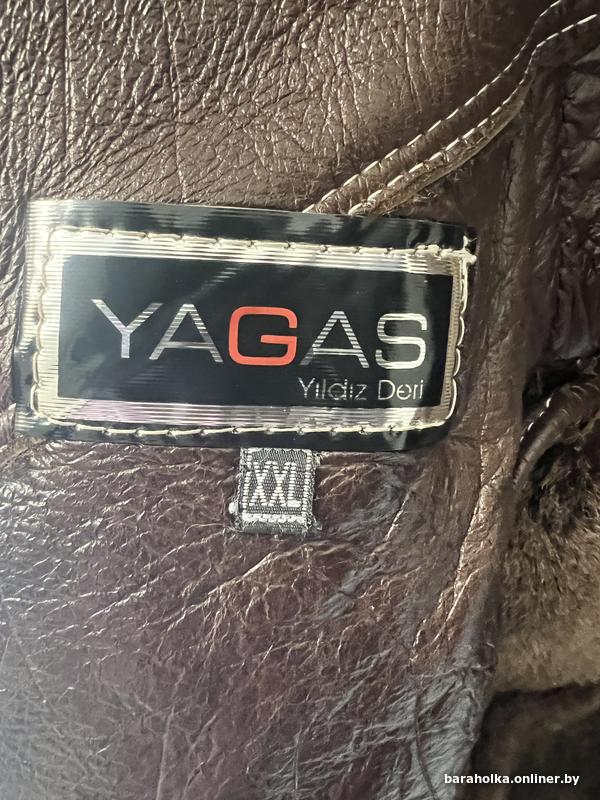 YAGAS
Yıldız Deri
XXL
baraholka.onliner.by